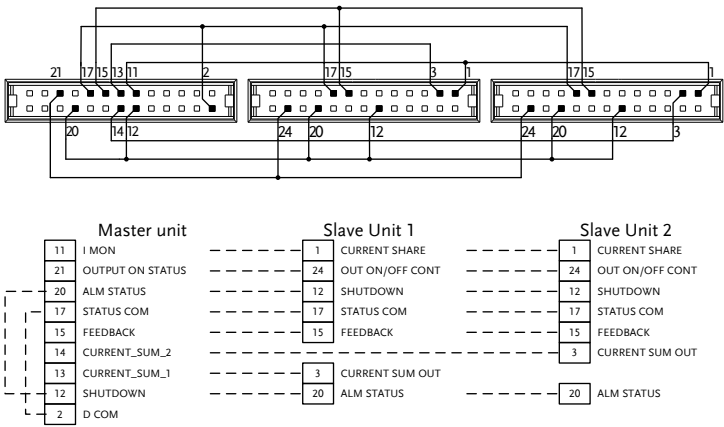 21 17 15 13 11 2 17 15 3 1 17 15 1
20 14 12 24 20 12 24 20 12 3
Master unit Slave Unit 1 Slave Unit 2
11 I MON 1 CURRENT SHARE 1 CURRENT SHARE
21 OUTPUT ON STATUS 24 OUT ON/OFF CONT 24 OUT ON/OFF CONT
20 ALM STATUS 12 SHUTDOWN 12 SHUTDOWN
17 STATUS COM 17 STATUS COM 17 STATUS COM
15 FEEDBACK 15 FEEDBACK 15 FEEDBACK
14 CURRENT_SUM_2 3 CURRENT SUM OUT
13 CURRENT_SUM_1 3 CURRENT SUM OUT
12 SHUTDOWN 20 ALM STATUS 20 ALM STATUS
2 D COM